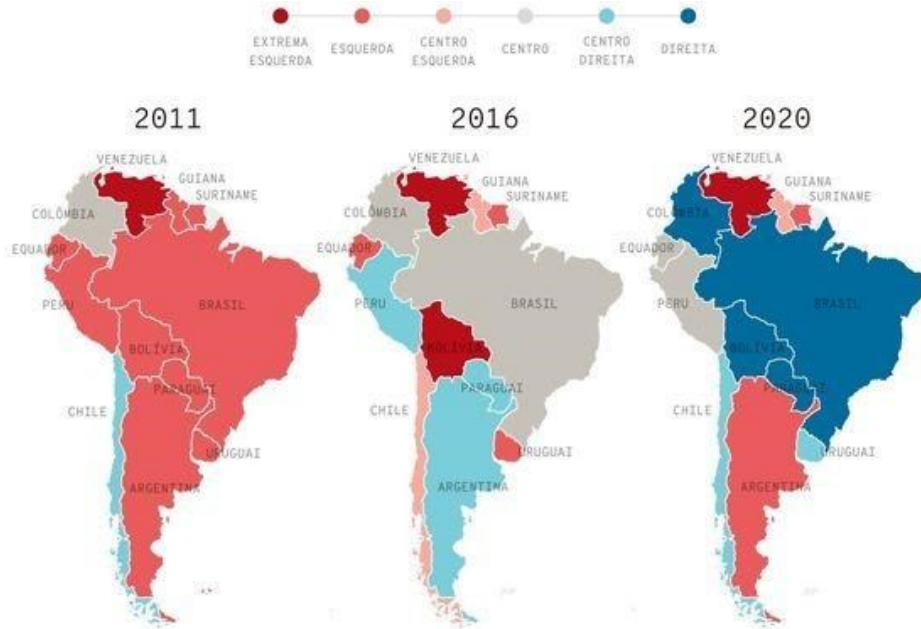 EXTREMA
ESQUERDA
ESQUERDA
CENTRO
ESQUERDA
CENTRO
CENTRO
DIREITA
DIREITA
2011
VENEZUELA
GUIANA
SURINAME
COLÔMBIA
EQUADOR
PERU
BRASIL
BOLÍVIA
PARAGUAI
CHILE
URUGUAI
ARGENTINA
2016
VENEZUELA
GUIANA
SURINAME
COLÔMBIA
EQUADOR
PERU
BRASIL
BOLÍVIA
PARAGUAI
CHILE
URUGUAI
ARGENTINA
2020
VENEZUELA
GUIANA
SURINAME
COLÔMBIA
EQUADOR
PERU
BRASIL
BOLÍVIA
PARAGUAI
CHILE
URUGUAI
ARGENTINA